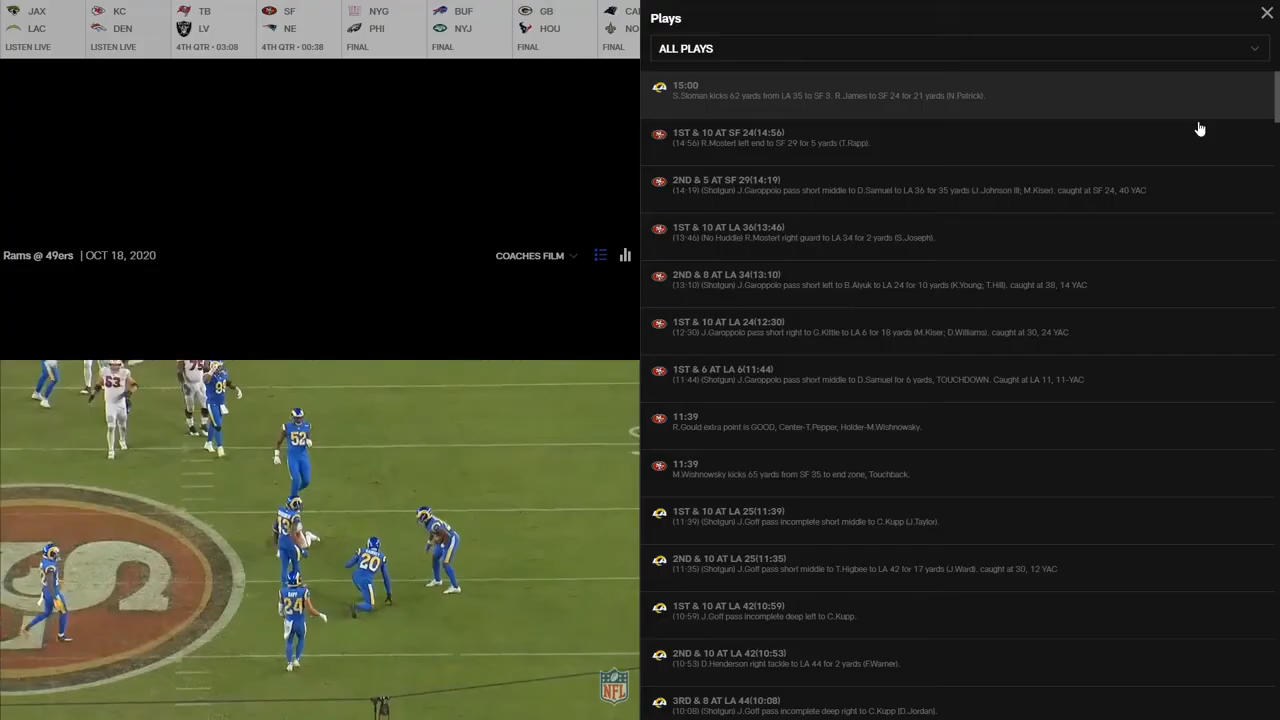 JAX
LAC
LISTEN LIVE
KC
DEN
LISTEN LIVE
TB
LV
4TH QTR • 03:08
SF
NE
4TH QTR • 00:38
NYG
PHI
FINAL
BUF
NYJ
FINAL
GB
HOU
FINAL
CA
NO
FINAL
Rams @ 49ers | OCT 18, 2020
COACHES FILM
53
52
20
24
NFL
Plays
ALL PLAYS
15:00
S.Sloman kicks 62 yards from LA 35 to SF 3. R.James to SF 24 for 21 yards (N.Patrick).
1ST & 10 AT SF 24(14:56)
(14:56) R.Mostert left end to SF 29 for 5 yards (T.Rapp).
2ND & 5 AT SF 29(14:19)
(14:19) (Shotgun) J.Garoppolo pass short middle to D.Samuel to LA 36 for 35 yards (J.Johnson III; M.Kiser). caught at SF 24, 40 YAC
1ST & 10 AT LA 36(13:46)
(13:46) (No Huddle) R.Mostert right guard to LA 34 for 2 yards (S.Joseph).
2ND & 8 AT LA 34(13:10)
(13:10) (Shotgun) J.Garoppolo pass short left to B.Aiyuk to LA 24 for 10 yards (K.Young; T.Hill). caught at 38, 14 YAC
1ST & 10 AT LA 24(12:30)
(12:30) J.Garoppolo pass short right to G.Kittle to LA 6 for 18 yards (M.Kiser; D.Williams). caught at 30, 24 YAC
1ST & 6 AT LA 6(11:44)
(11:44) (Shotgun) J.Garoppolo pass short middle to D.Samuel for 6 yards, TOUCHDOWN. Caught at LA 11, 11-YAC
11:39
R.Gould extra point is GOOD, Center-T.Pepper, Holder-M.Wishnowsky.
11:39
M.Wishnowsky kicks 65 yards from SF 35 to end zone, Touchback.
1ST & 10 AT LA 25(11:39)
(11:39) (Shotgun) J.Goff pass incomplete short middle to C.Kupp (J.Taylor).
2ND & 10 AT LA 25(11:35)
(11:35) (Shotgun) J.Goff pass short middle to T.Higbee to LA 42 for 17 yards (J.Ward). caught at 30, 12 YAC
1ST & 10 AT LA 42(10:59)
(10:59) J.Goff pass incomplete deep left to C.Kupp.
2ND & 10 AT LA 42(10:53)
(10:53) D.Henderson right tackle to LA 44 for 2 yards (F.Warner).
3RD & 8 AT LA 44(10:08)
(10:08) (Shotgun) J.Goff pass incomplete deep right to C.Kupp [D.Jordan].